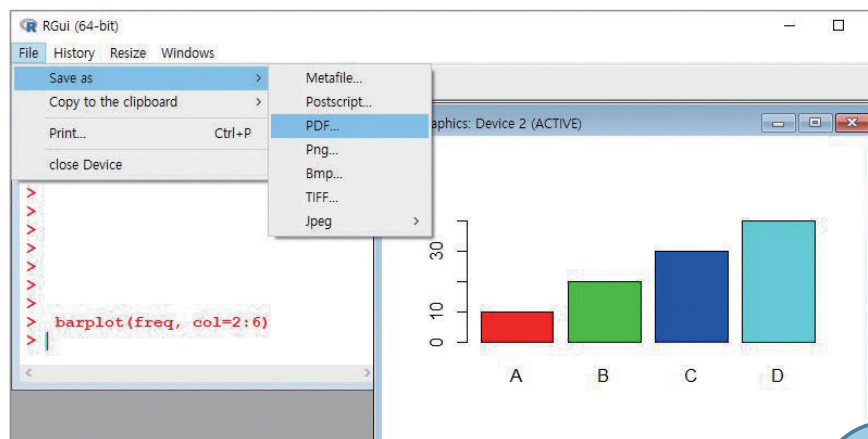 RGui (64-bit)
File History Resize Windows
Save as >
Copy to the clipboard >
Print... Ctrl+P
close Device
Metafile...
Postscript...
PDF...
Png...
Bmp...
TIFF...
Jpeg >
aphics: Device 2 (ACTIVE)
>
>
>
>
>
>
>
> barplot(freq, col=2:6)
>
30
10
0
A B C D